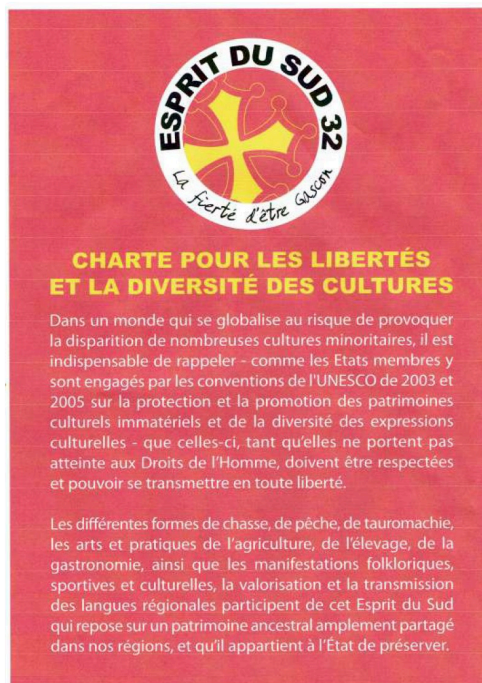 ESPRIT DU SUD 32
La fierté d'être Gascon
CHARTE POUR LES LIBERTÉS
ET LA DIVERSITÉ DES CULTURES
Dans un monde qui se globalise au risque de provoquer
la disparition de nombreuses cultures minoritaires, il est
indispensable de rappeler - comme les Etats membres y
sont engagés par les conventions de l'UNESCO de 2003 et
2005 sur la protection et la promotion des patrimoines
culturels immatériels et de la diversité des expressions
culturelles - que celles-ci, tant qu'elles ne portent pas
atteinte aux Droits de l'Homme, doivent être respectées
et pouvoir se transmettre en toute liberté.
Les différentes formes de chasse, de pêche, de tauromachie,
les arts et pratiques de l'agriculture, de l'élevage, de la
gastronomie, ainsi que les manifestations folkloriques,
sportives et culturelles, la valorisation et la transmission
des langues régionales participent de cet Esprit du Sud
qui repose sur un patrimoine ancestral amplement partagé
dans nos régions, et qu'il appartient à l'État de préserver.